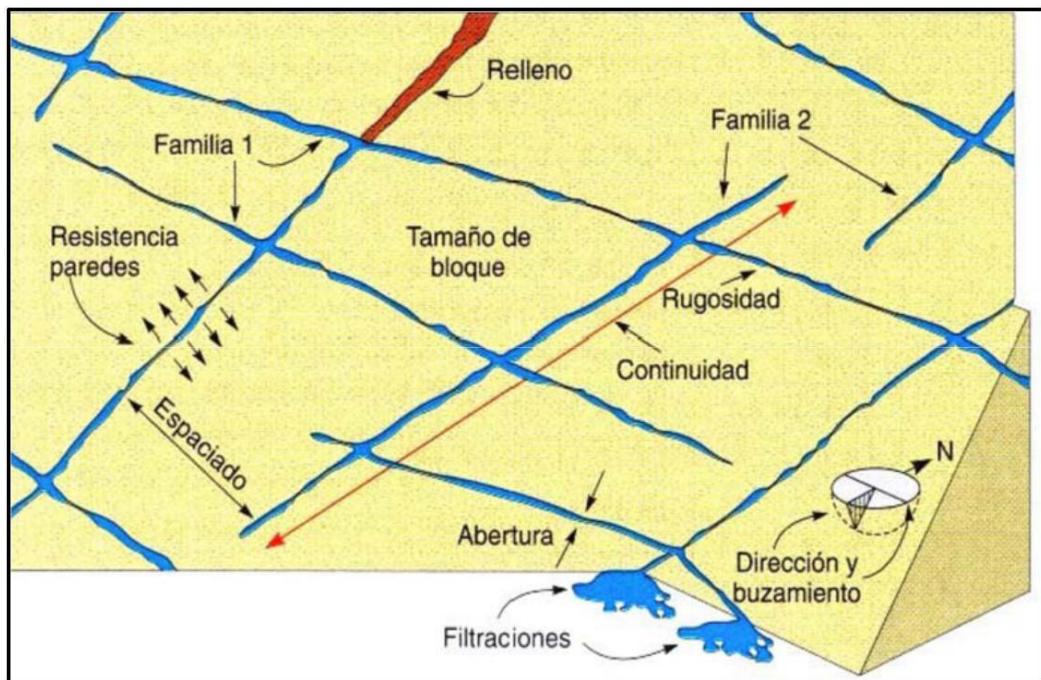 Relleno
Familia 1
Familia 2
Resistencia
paredes
Tamaño de
bloque
Rugosidad
Continuidad
Espaciado
N
Abertura
Dirección y
buzamiento
Filtraciones